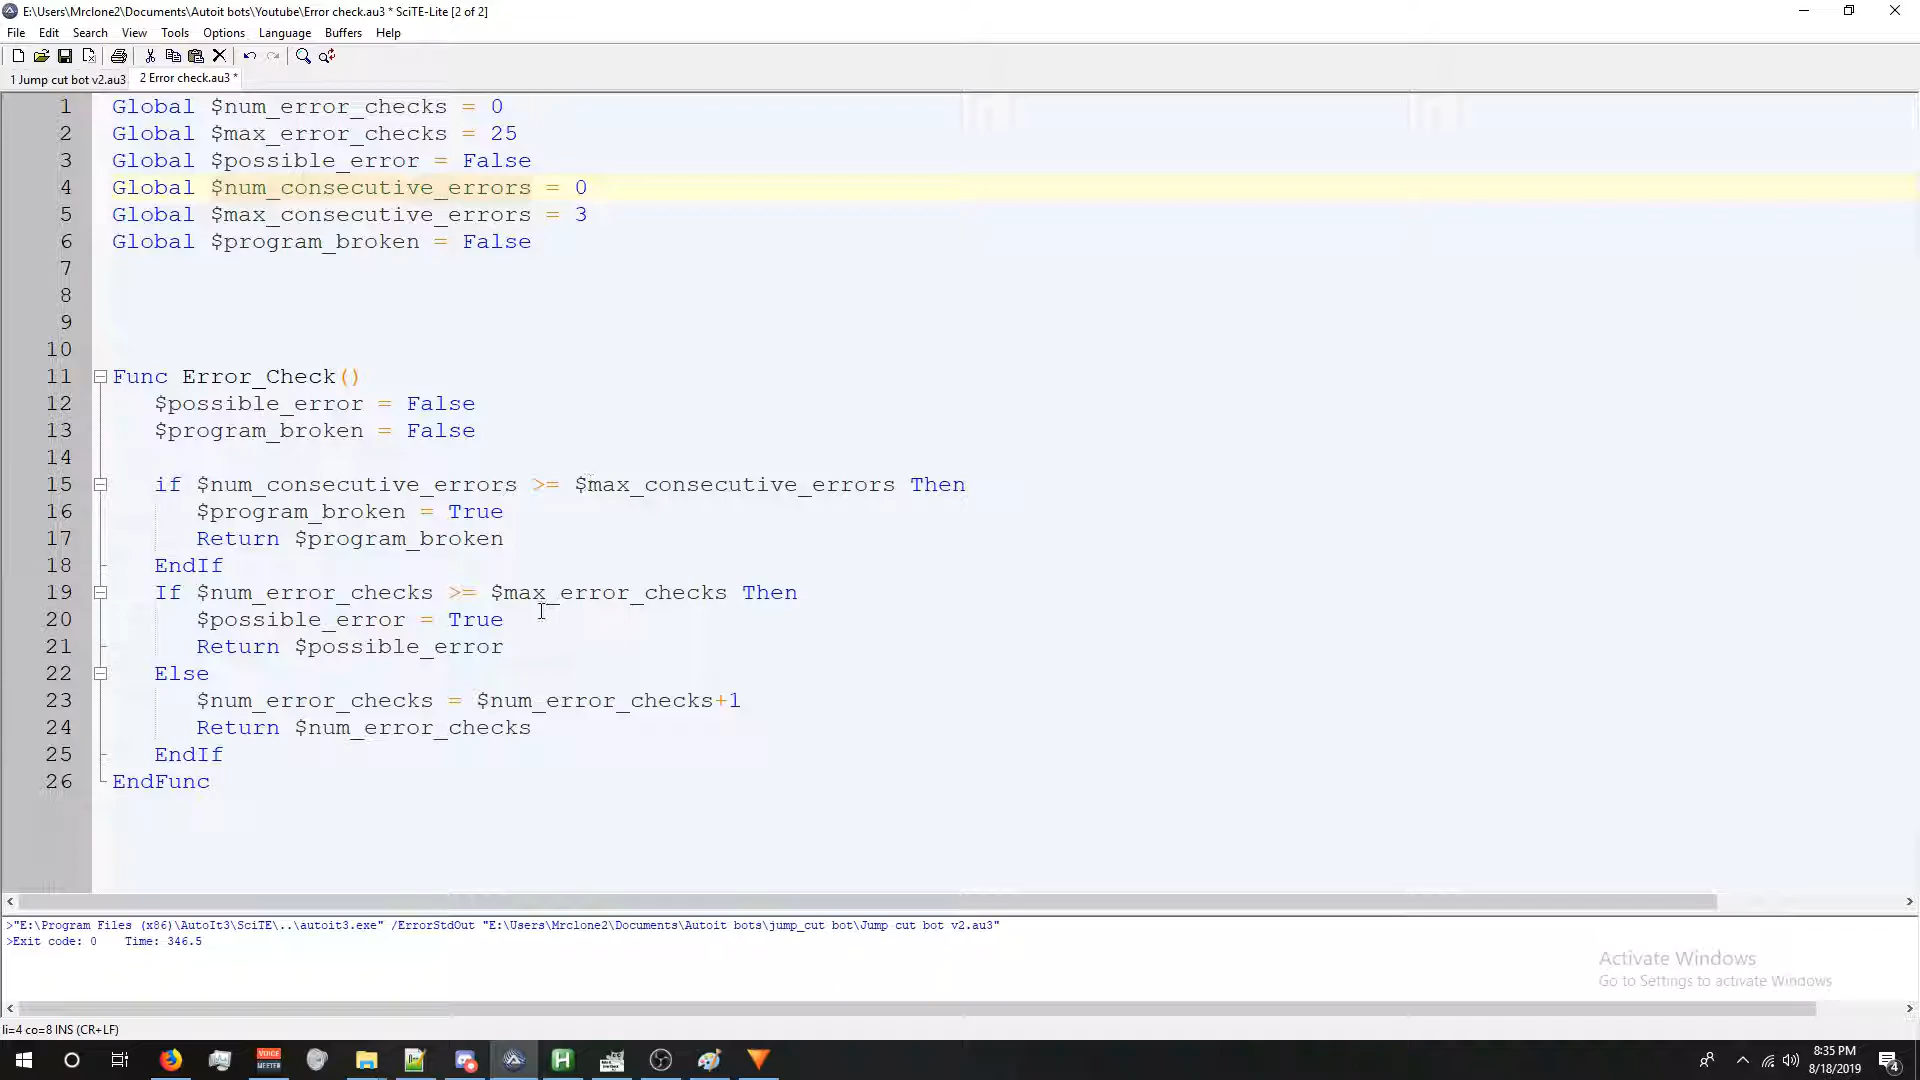 E:\Users\Mrclone2\Documents\Autoit bots\Youtube\Error check.au3 * SciTE-Lite [2 of 2]
File Edit Search View Tools Options Language Buffers Help
1 Jump cut bot v2.au3 2 Error check.au3 *
1 Global $num_error_checks = 0
2 Global $max_error_checks = 25
3 Global $possible_error = False
4 Global $num_consecutive_errors = 0
5 Global $max_consecutive_errors = 3
6 Global $program_broken = False
7
8
9
10
11 Func Error_Check()
12 $possible_error = False
13 $program_broken = False
14
15 if $num_consecutive_errors >= $max_consecutive_errors Then
16 $program_broken = True
17 Return $program_broken
18 EndIf
19 If $num_error_checks >= $max_error_checks Then
20 $possible_error = True
21 Return $possible_error
22 Else
23 $num_error_checks = $num_error_checks+1
24 Return $num_error_checks
25 EndIf
26 EndFunc
>"E:\Program Files (x86)\AutoIt3\SciTE\..\autoit3.exe" /ErrorStdOut "E:\Users\Mrclone2\Documents\Autoit bots\jump_cut bot\Jump cut bot v2.au3"
>Exit code: 0 Time: 346.5
Activate Windows
Go to Settings to activate Windows
li=4 co=8 INS (CR+LF)
VOICE
MEETER
8:35 PM
8/18/2019
4